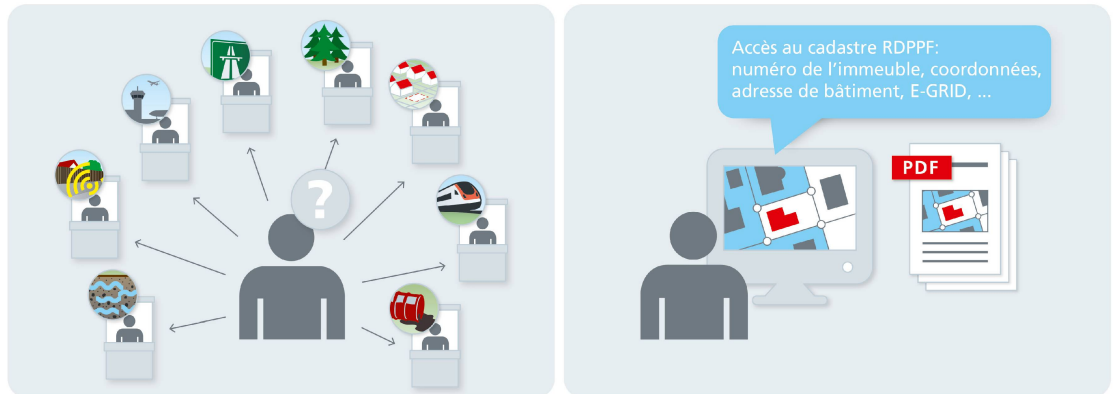 ?
Accès au cadastre RDPPF:
numéro de l’immeuble, coordonnées,
adresse de bâtiment, E-GRID, ...
PDF